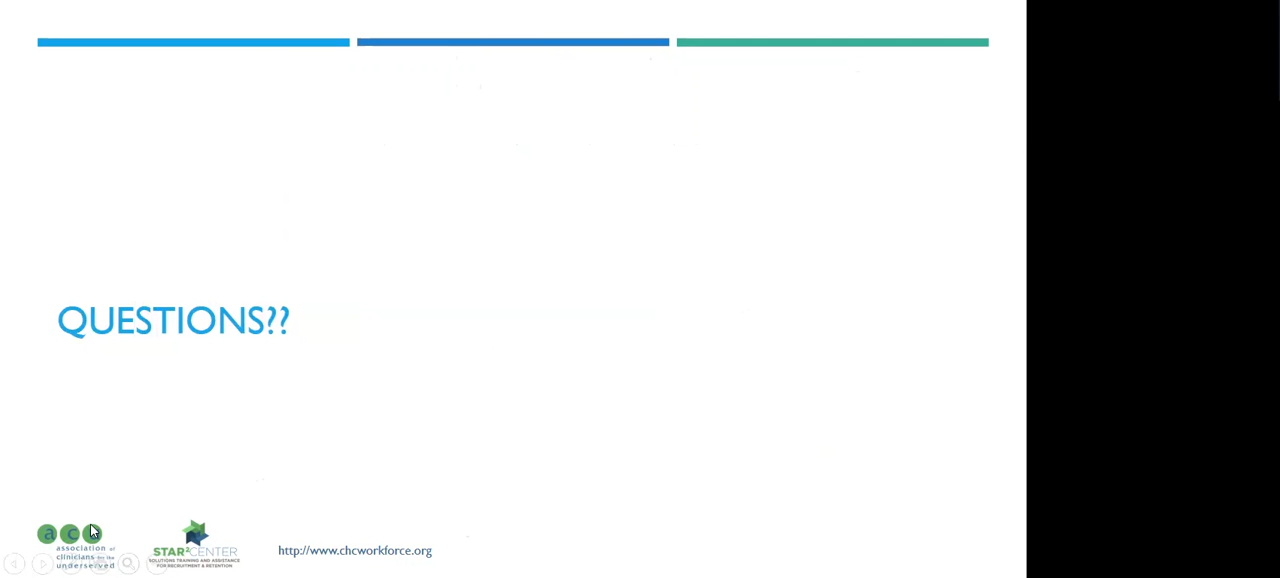 QUESTIONS??
a c
association of
clinicians for the
underserved
STAR²CENTER
SOLUTIONS TRAINING AND ASSISTANCE
FOR RECRUITMENT & RETENTION
http://www.chcworkforce.org